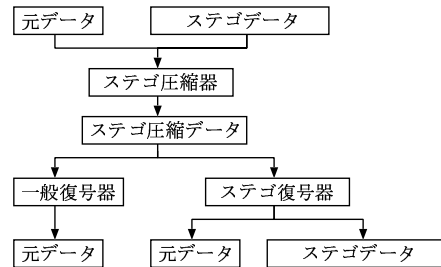 元データ ステゴデータ
ステゴ圧縮器
ステゴ圧縮データ
一般復号器 ステゴ復号器
元データ 元データ ステゴデータ